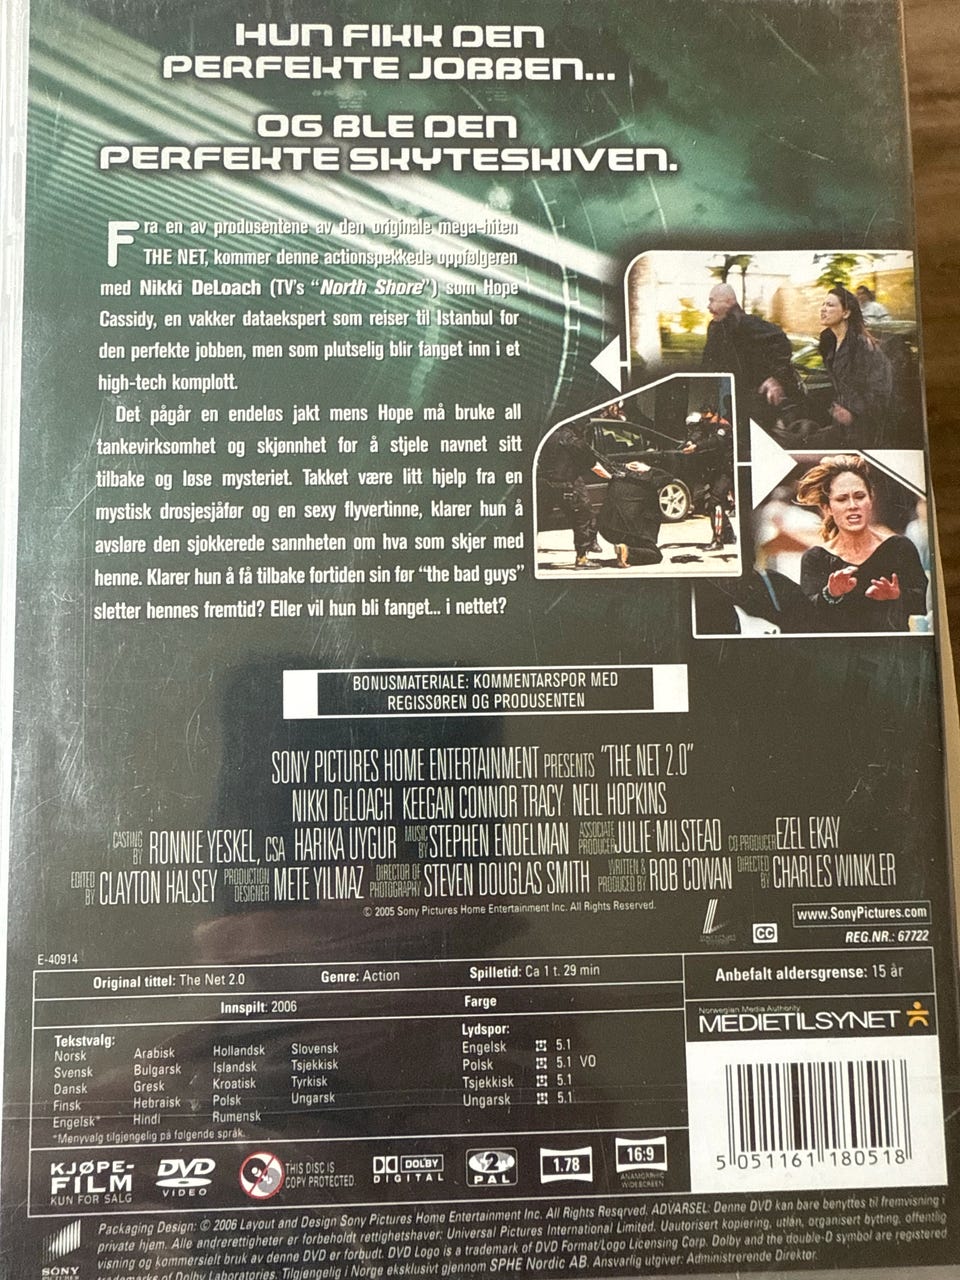 HUN FIKK DEN
PERFEKTE JOBBEN...
OG BLE DEN
PERFEKTE SKYTESKIVEN.
Fra en av produsentene av den originale mega-hiten
THE NET, kommer denne actionspekkede oppfølgeren
med Nikki DeLoach (TV's "North Shore") som Hope
Cassidy, en vakker dataekspert som reiser til Istanbul for
den perfekte jobben, men som plutselig blir fanget inn i et
high-tech komplott.
Det pågår en endeløs jakt mens Hope må bruke all
tankevirksomhet og skjønnhet for å stjele navnet sitt
tilbake og løse mysteriet. Takket være litt hjelp fra en
mystisk drosjesjåfør og en sexy flyvertinne, klarer hun å
avsløre den sjokkerede sannheten om hva som skjer med
henne. Klarer hun å få tilbake fortiden sin før "the bad guys"
sletter hennes fremtid? Eller vil hun bli fanget... i nettet?
BONUSMATERIALE: KOMMENTARSPOR MED
REGISSØREN OG PRODUSENTEN
SONY PICTURES HOME ENTERTAINMENT PRESENTS "THE NET 2.0"
NIKKI DeLOACH KEEGAN CONNOR TRACY NEIL HOPKINS
CASTING BY RONNIE YESKEL, CSA HARIKA UYGUR MUSIC BY STEPHEN ENDELMAN ASSOCIATE PRODUCER JULIE MILSTEAD CO PRODUCER EZEL EKAY
EDITED BY CLAYTON HALSEY PRODUCTION DESIGNER METE YILMAZ DIRECTOR OF PHOTOGRAPHY STEVEN DOUGLAS SMITH WRITTEN & PRODUCED BY ROB COWAN DIRECTED BY CHARLES WINKLER
© 2005 Sony Pictures Home Entertainment Inc. All Rights Reserved.
CC
www.SonyPictures.com
REG.NR.: 67722
E-40914
Original tittel: The Net 2.0 Genre: Action Spilletid: Ca 1 t. 29 min
Innspilt: 2006 Farge
Anbefalt aldersgrense: 15 år
Norwegian Media Authority
MEDIETILSYNET
Tekstvalg:
Norsk Arabisk Hollandsk Slovensk
Svensk Bulgarsk Islandsk Tsjekkisk
Dansk Gresk Kroatisk Tyrkisk
Finsk Hebraisk Polsk Ungarsk
Engelsk* Hindi Rumensk
*Menyvalg tilgjengelig på følgende språk.
Lydspor:
Engelsk 5.1
Polsk 5.1 VO
Tsjekkisk 5.1
Ungarsk 5.1
5 051161 180518
KJØPE-
FILM
KUN FOR SALG
DVD
VIDEO
THIS DISC IS
COPY PROTECTED
DOLBY
DIGITAL
2
PAL
1.78
16:9
ANAMORPHIC
WIDESCREEN
Packaging Design: © 2006 Layout and Design Sony Pictures Home Entertainment Inc. All Rights Reserved. ADVARSEL: Denne DVD kan bare benyttes til fremvisning i
private hjem. Alle andrerettigheter er forbeholdt rettighetshaver: Universal Pictures International Limited. Uautorisert kopiering, utlån, organisert bytting, offentlig
visning og kommersielt bruk av denne DVD er forbudt. DVD Logo is a trademark of DVD Format/Logo Licensing Corp. Dolby and the double-D symbol are registered
trademarks of Dolby Laboratories. Tilgjengelig i Norge eksklusivt gjennom SPHE Nordic AB. Ansvarlig utgiver: Administrerende Direktør.
SONY